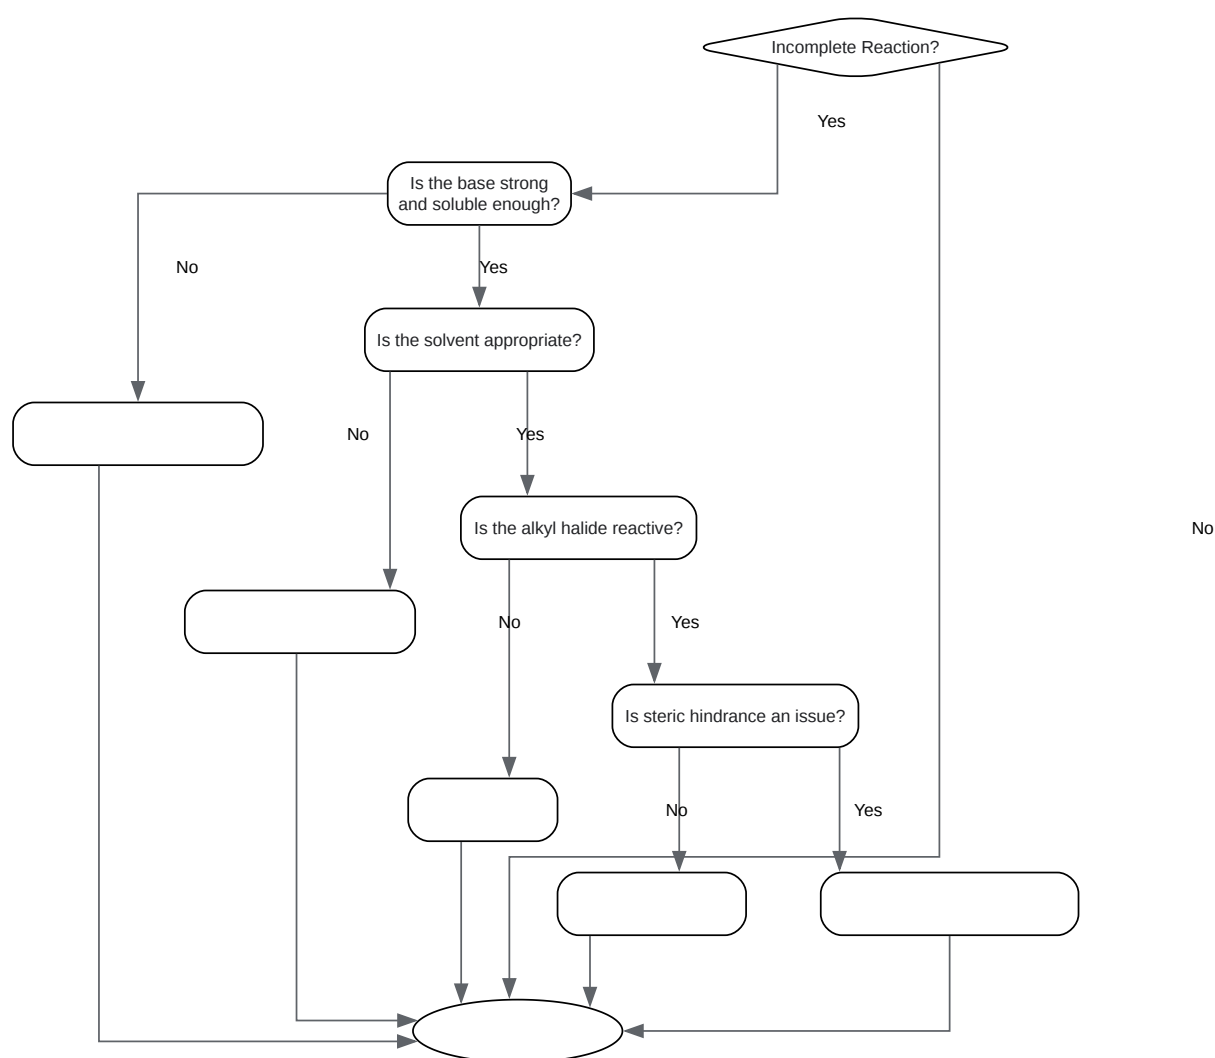 Incomplete Reaction?
Yes
Is the base strong
and soluble enough?
No
Yes
Is the solvent appropriate?
No
Yes
Is the alkyl halide reactive?
No
No
Yes
Is steric hindrance an issue?
No
Yes